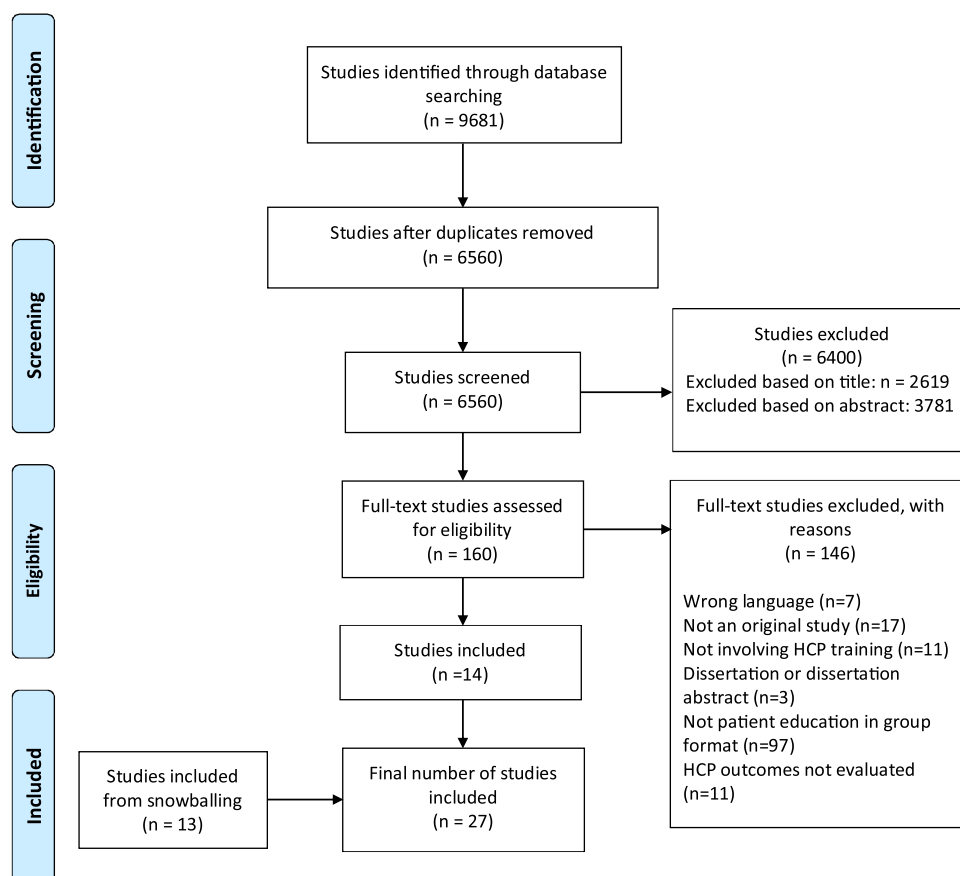 Identification
Studies identified through database
searching
(n = 9681)
Studies after duplicates removed
(n = 6560)
Screening
Studies screened
(n = 6560)
Studies excluded
(n = 6400)
Excluded based on title: n = 2619
Excluded based on abstract: 3781
Eligibility
Full-text studies assessed
for eligibility
(n = 160)
Full-text studies excluded, with
reasons
(n = 146)
Wrong language (n=7)
Not an original study (n=17)
Not involving HCP training (n=11)
Dissertation or dissertation
abstract (n=3)
Not patient education in group
format (n=97)
HCP outcomes not evaluated
(n=11)
Studies included
(n =14)
Included
Studies included
from snowballing
(n = 13)
Final number of studies
included
(n = 27)